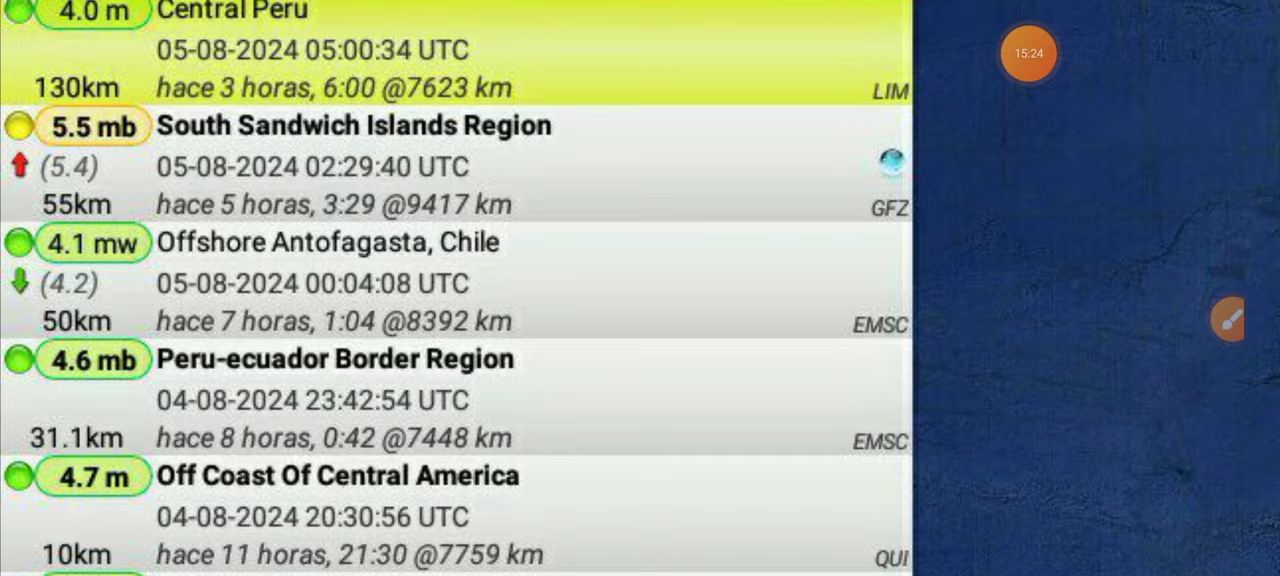 4.0 m Central Peru
05-08-2024 05:00:34 UTC
130km hace 3 horas, 6:00 @7623 km LIM
5.5 mb South Sandwich Islands Region
(5.4) 05-08-2024 02:29:40 UTC
55km hace 5 horas, 3:29 @9417 km GFZ
4.1 mw Offshore Antofagasta, Chile
(4.2) 05-08-2024 00:04:08 UTC
50km hace 7 horas, 1:04 @8392 km EMSC
4.6 mb Peru-ecuador Border Region
04-08-2024 23:42:54 UTC
31.1km hace 8 horas, 0:42 @7448 km EMSC
4.7 m Off Coast Of Central America
04-08-2024 20:30:56 UTC
10km hace 11 horas, 21:30 @7759 km QUI
15:24